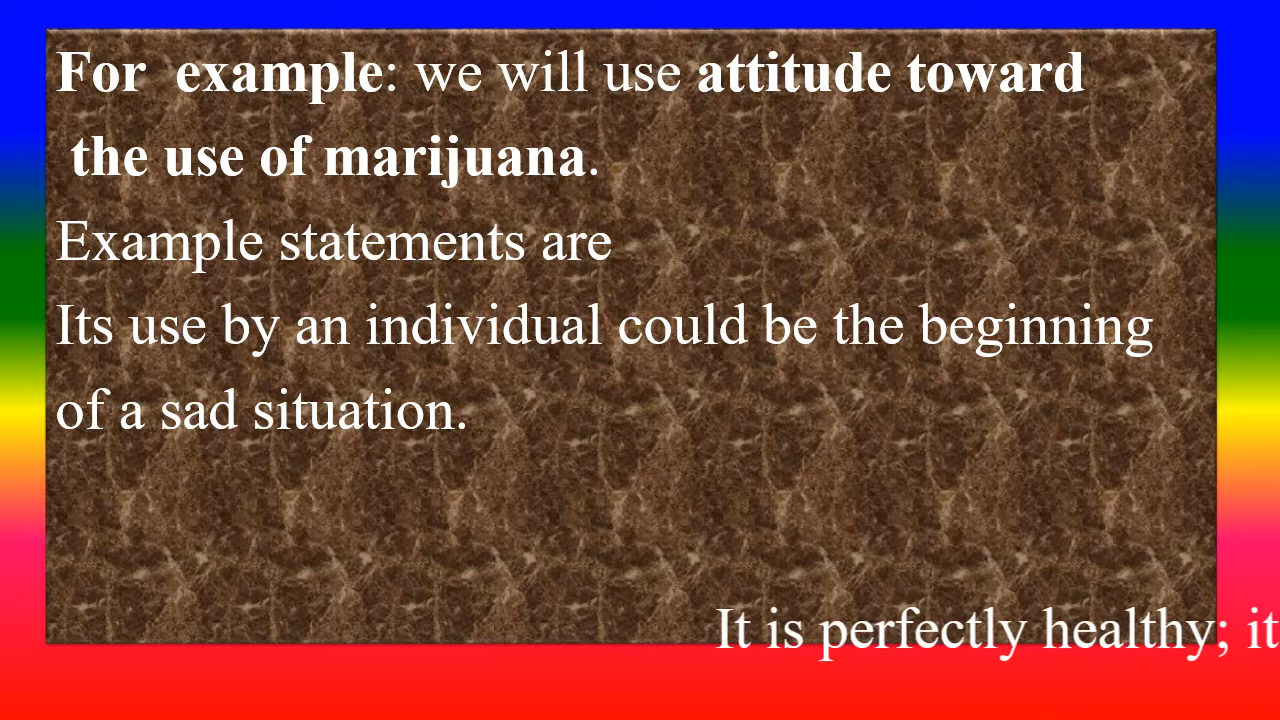 For  example: we will use attitude toward
the use of marijuana.
Example statements are
Its use by an individual could be the beginning
of a sad situation.
It is perfectly healthy; it